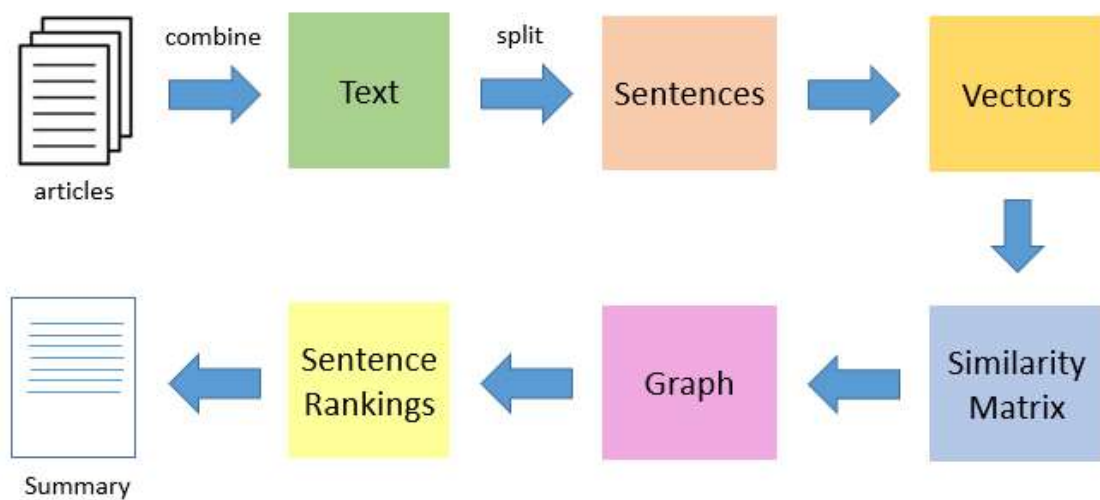 combine
split
Text
Sentences
Vectors
articles
Similarity
Matrix
Graph
Sentence
Rankings
Summary